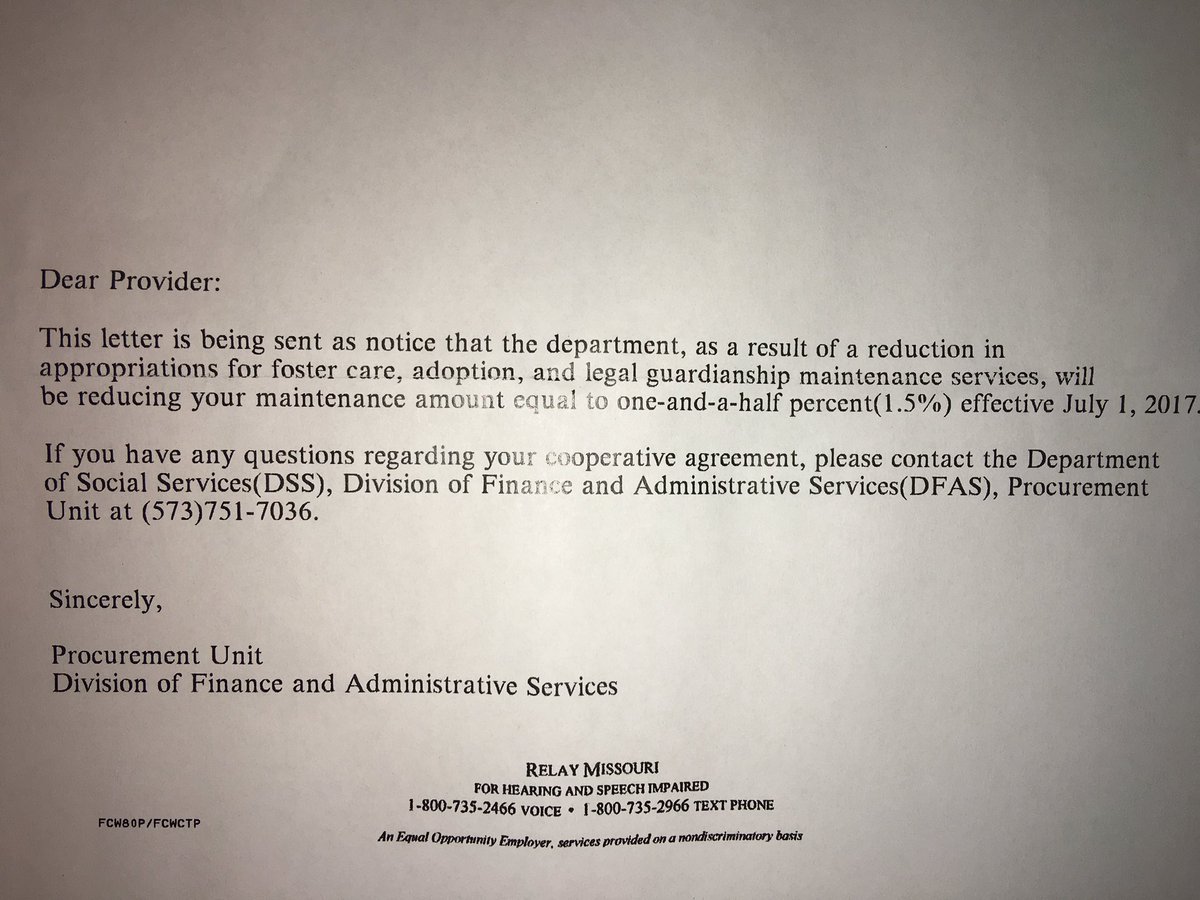 Dear Provider:
This letter is being sent as notice that the department, as a result of a reduction in
appropriations for foster care, adoption, and legal guardianship maintenance services, will
be reducing your maintenance amount equal to one-and-a-half percent(1.5%) effective July 1, 2017.
If you have any questions regarding your cooperative agreement, please contact the Department
of Social Services(DSS), Division of Finance and Administrative Services(DFAS), Procurement
Unit at (573)751-7036.
Sincerely,
Procurement Unit
Division of Finance and Administrative Services
RELAY MISSOURI
FOR HEARING AND SPEECH IMPAIRED
1-800-735-2466 VOICE • 1-800-735-2966 TEXT PHONE
FCW80P/FCWCTP
An Equal Opportunity Employer, services provided on a nondiscriminatory basis